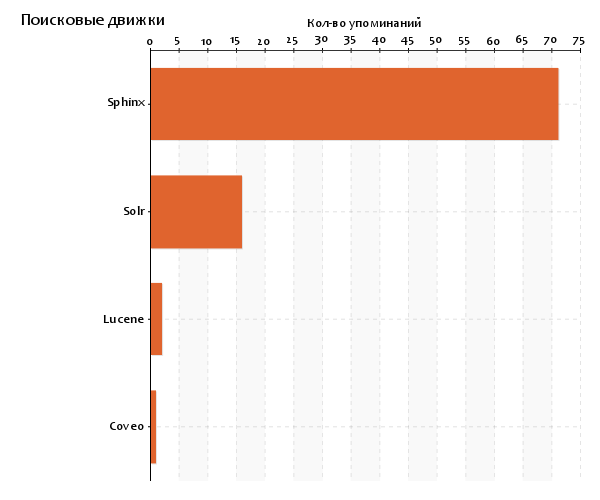 Поисковые движки
Кол-во упоминаний
0 5 10 15 20 25 30 35 40 45 50 55 60 65 70 75
Sphinx
Solr
Lucene
Coveo